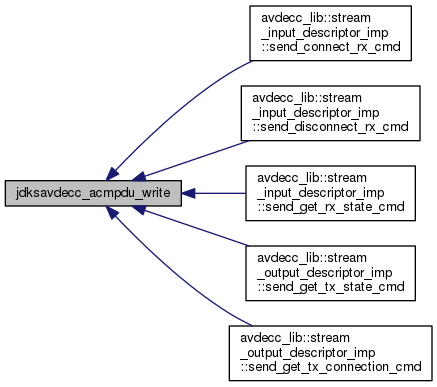 avdecc_lib::stream
_input_descriptor_imp
::send_connect_rx_cmd
avdecc_lib::stream
_input_descriptor_imp
::send_disconnect_rx_cmd
jdksavdecc_acmpdu_write
avdecc_lib::stream
_input_descriptor_imp
::send_get_rx_state_cmd
avdecc_lib::stream
_output_descriptor_imp
::send_get_tx_state_cmd
avdecc_lib::stream
_output_descriptor_imp
::send_get_tx_connection_cmd